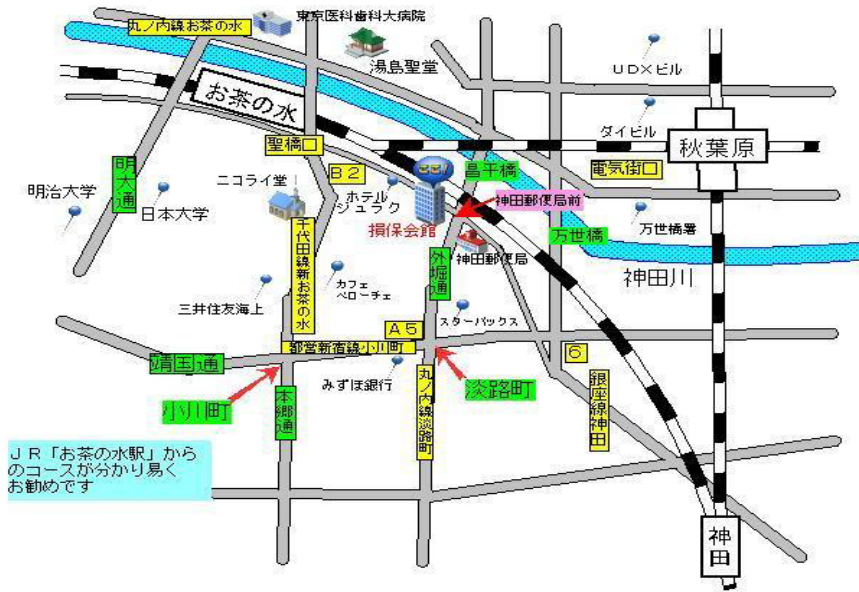 丸ノ内線お茶の水
東京医科歯科大病院
湯島聖堂
UDXビル
お茶の水
ダイビル
聖橋口
秋葉原
明大通
B2
ここ!
昌平橋
電気街口
明治大学
日本大学
ニコライ堂
ホテル
ジュラク
神田郵便局前
万世橋署
損保会館
万世橋
千代田線新お茶の水
外堀通
神田郵便局
神田川
三井住友海上
カフェ
ベローチェ
スターバックス
A5
都営新宿線小川町
6
靖国通
みずほ銀行
小川町
淡路町
本郷通
丸ノ内線淡路町
銀座線神田
JR「お茶の水駅」から
のコースが分かり易く
お勧めです
神田